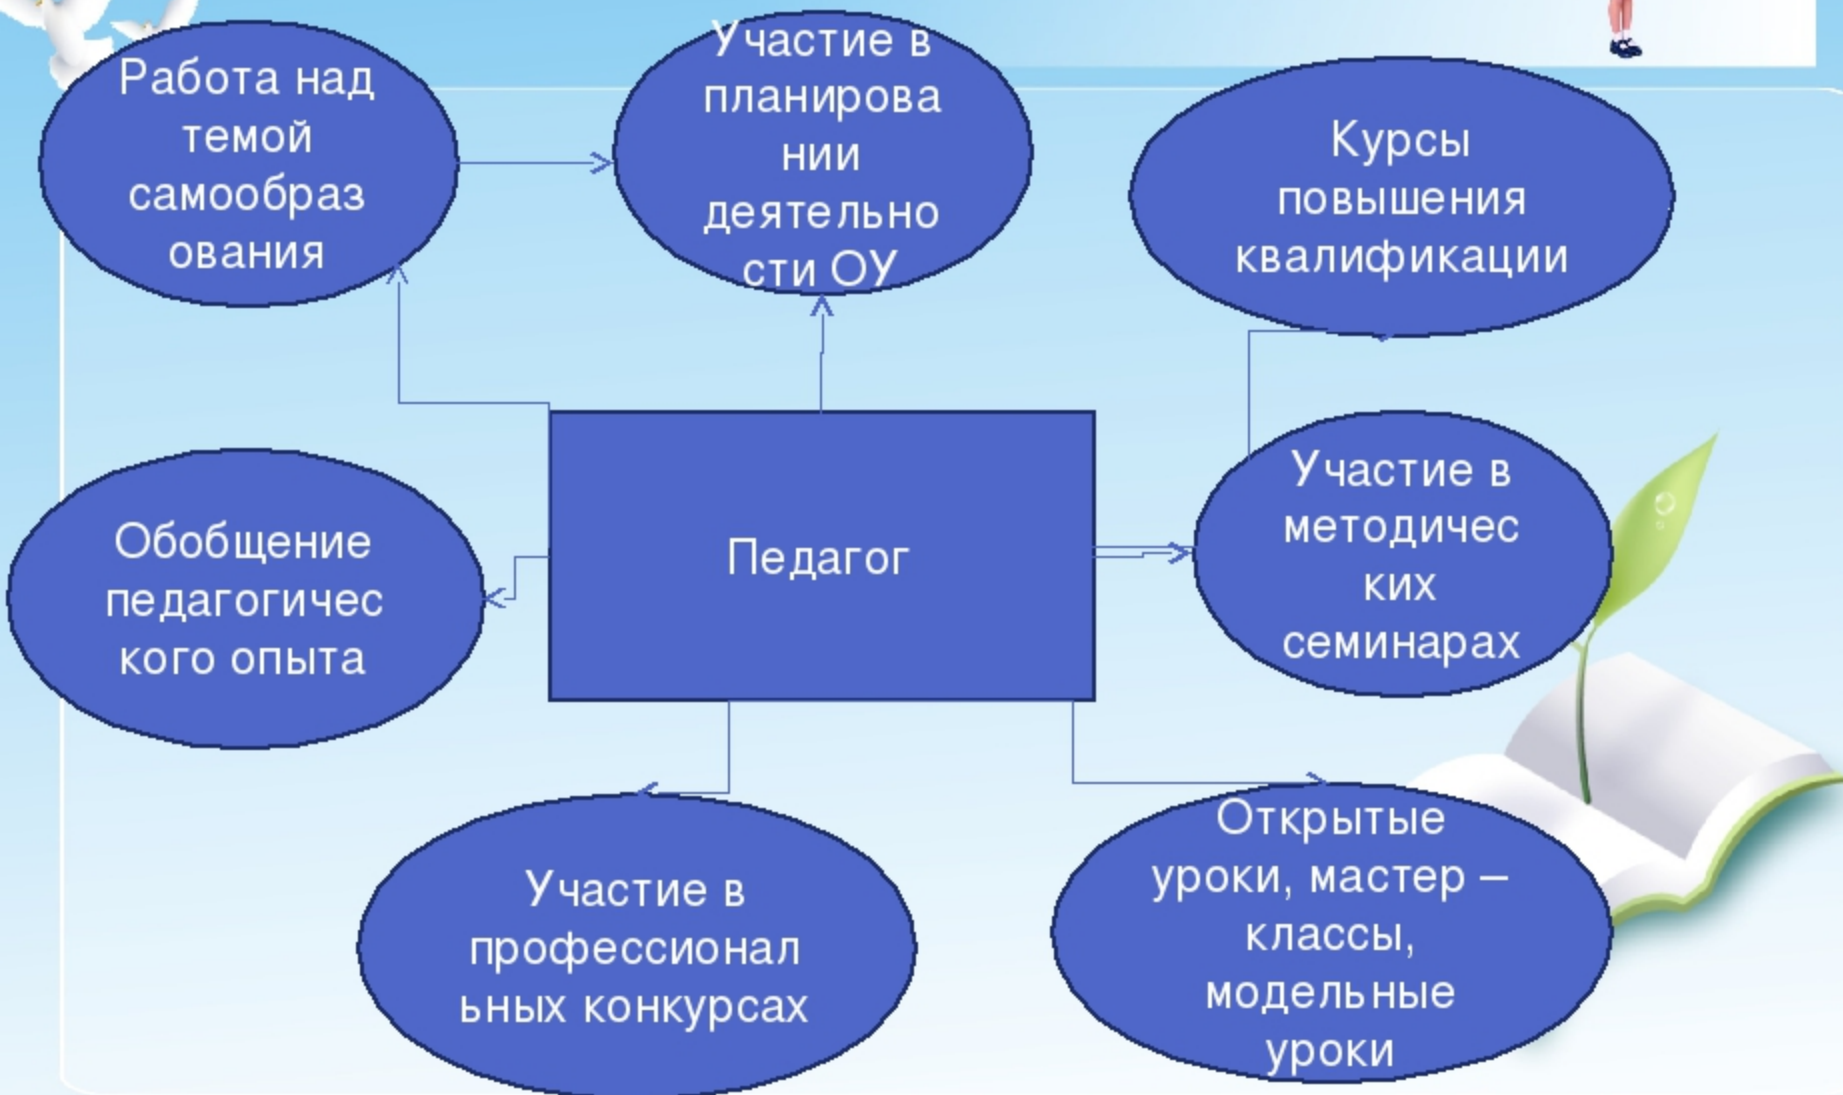 Работа над
темой
самообраз
ования
Участие в
планирова
нии
деятельно
сти ОУ
Курсы
повышения
квалификации
Обобщение
педагогичес
кого опыта
Педагог
Участие в
методичес
ких
семинарах
Участие в
профессионал
ьных конкурсах
Открытые
уроки, мастер –
классы,
модельные
уроки